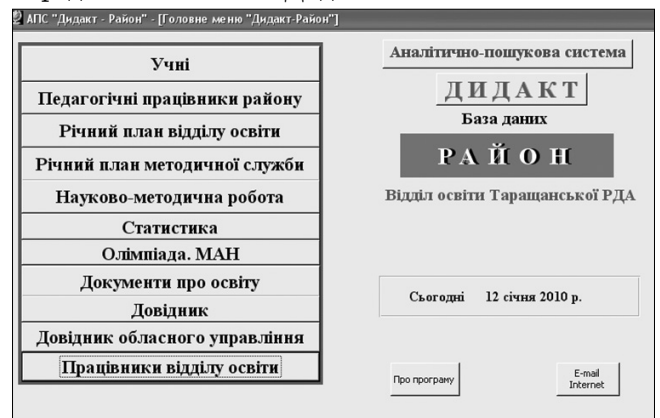 АПС "Дидакт - Район" - [Головне меню "Дидакт-Район"]
Учні
Педагогічні працівники району
Річний план відділу освіти
Річний план методичної служби
Науково-методична робота
Статистика
Олімпіада. МАН
Документи про освіту
Довідник
Довідник обласного управління
Працівники відділу освіти
Аналітично-пошукова система
ДИДАКТ
База даних
РАЙОН
Відділ освіти Таращанської РДА
Сьогодні 12 січня 2010 р.
Про програму
E-mail
Internet